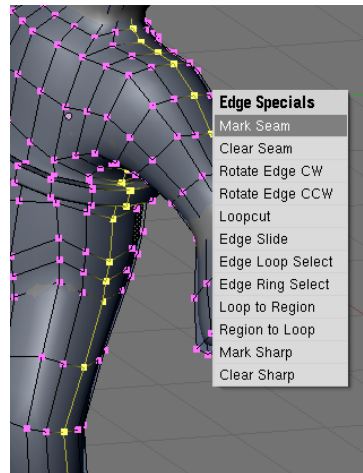 Edge Specials
Mark Seam
Clear Seam
Rotate Edge CW
Rotate Edge CCW
Loopcut
Edge Slide
Edge Loop Select
Edge Ring Select
Loop to Region
Region to Loop
Mark Sharp
Clear Sharp